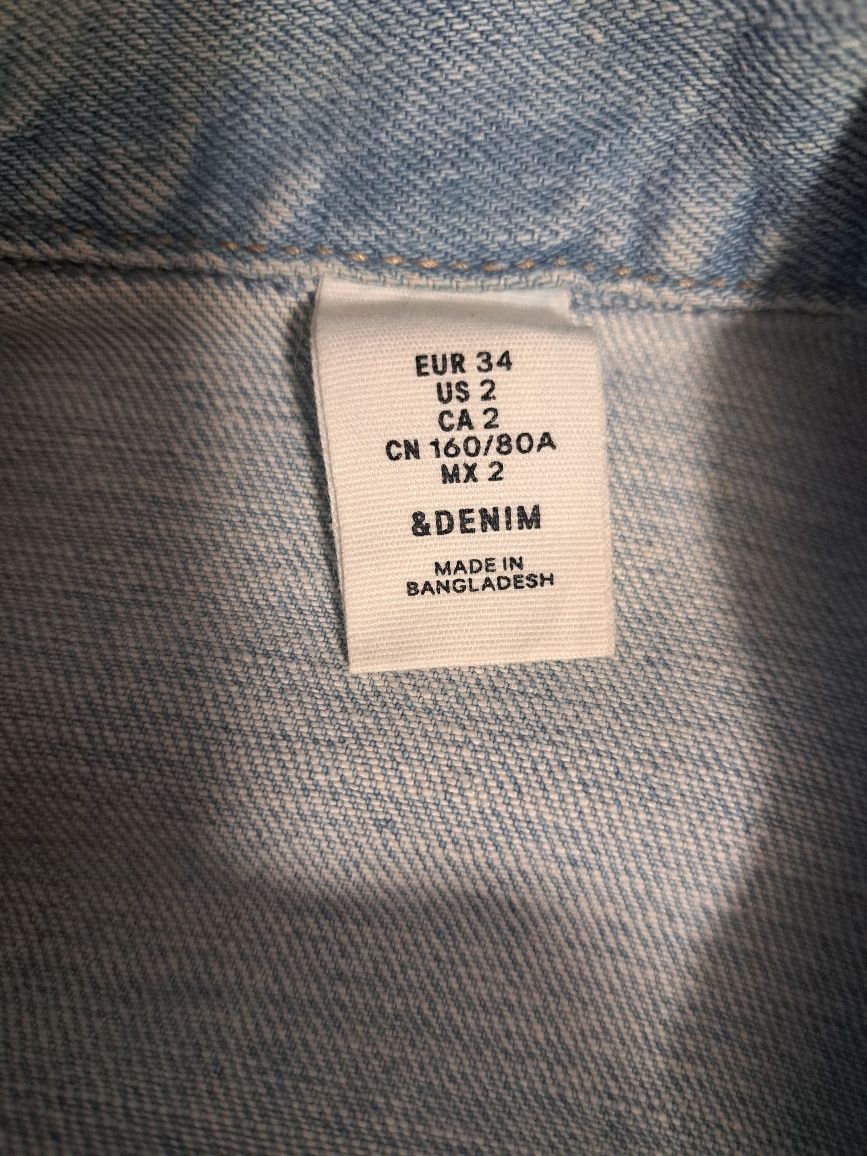 EUR 34
US 2
CA 2
CN 160/80A
MX 2
&DENIM
MADE IN
BANGLADESH